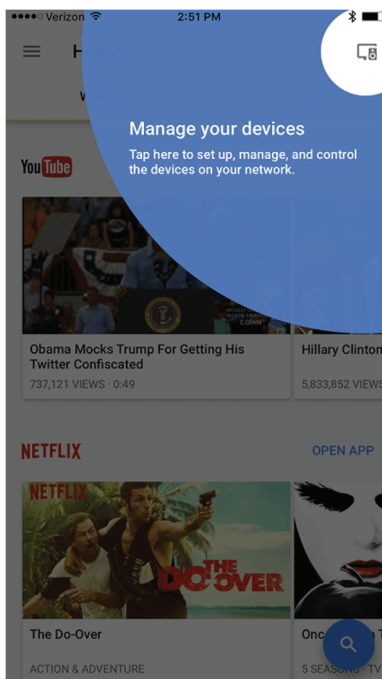 Verizon
2:51 PM
Manage your devices
Tap here to set up, manage, and control
the devices on your network.
YouTube
Obama Mocks Trump For Getting His
Twitter Confiscated
737,121 VIEWS · 0:49
Hillary Clinton
5,833,852 VIEWS
NETFLIX
OPEN APP
NETFLIX
THE
DO-OVER
The Do-Over
ACTION & ADVENTURE
5 SEASONS · TV